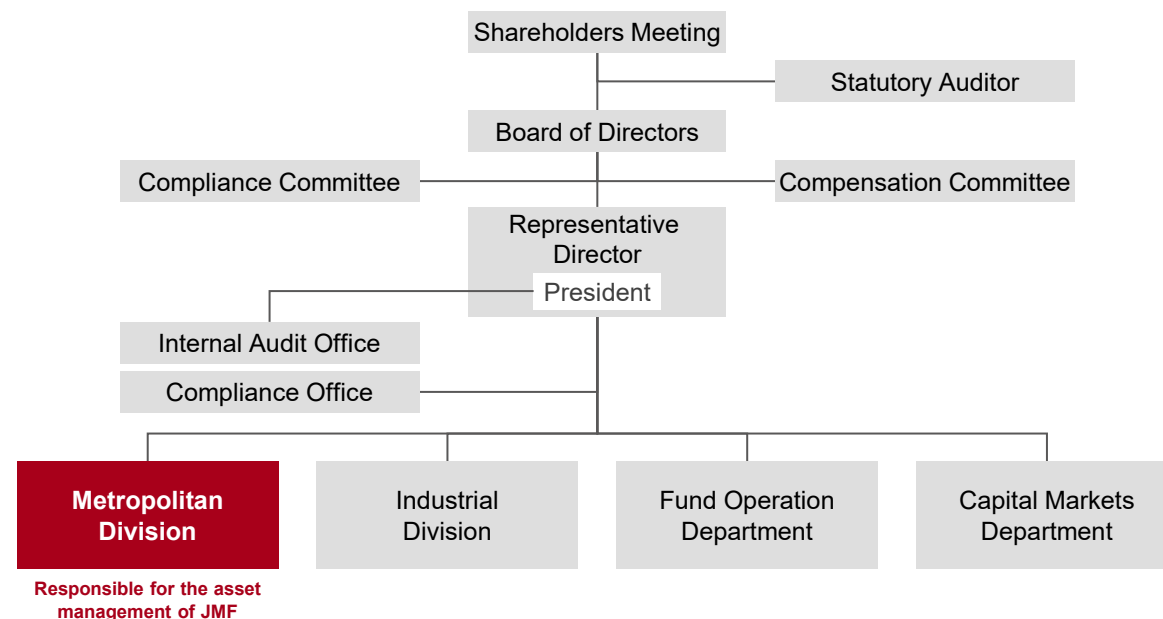 Shareholders Meeting
Statutory Auditor
Board of Directors
Compliance Committee
Compensation Committee
Representative
Director
President
Internal Audit Office
Compliance Office
Metropolitan
Division
Industrial
Division
Fund Operation
Department
Capital Markets
Department
Responsible for the asset
management of JMF